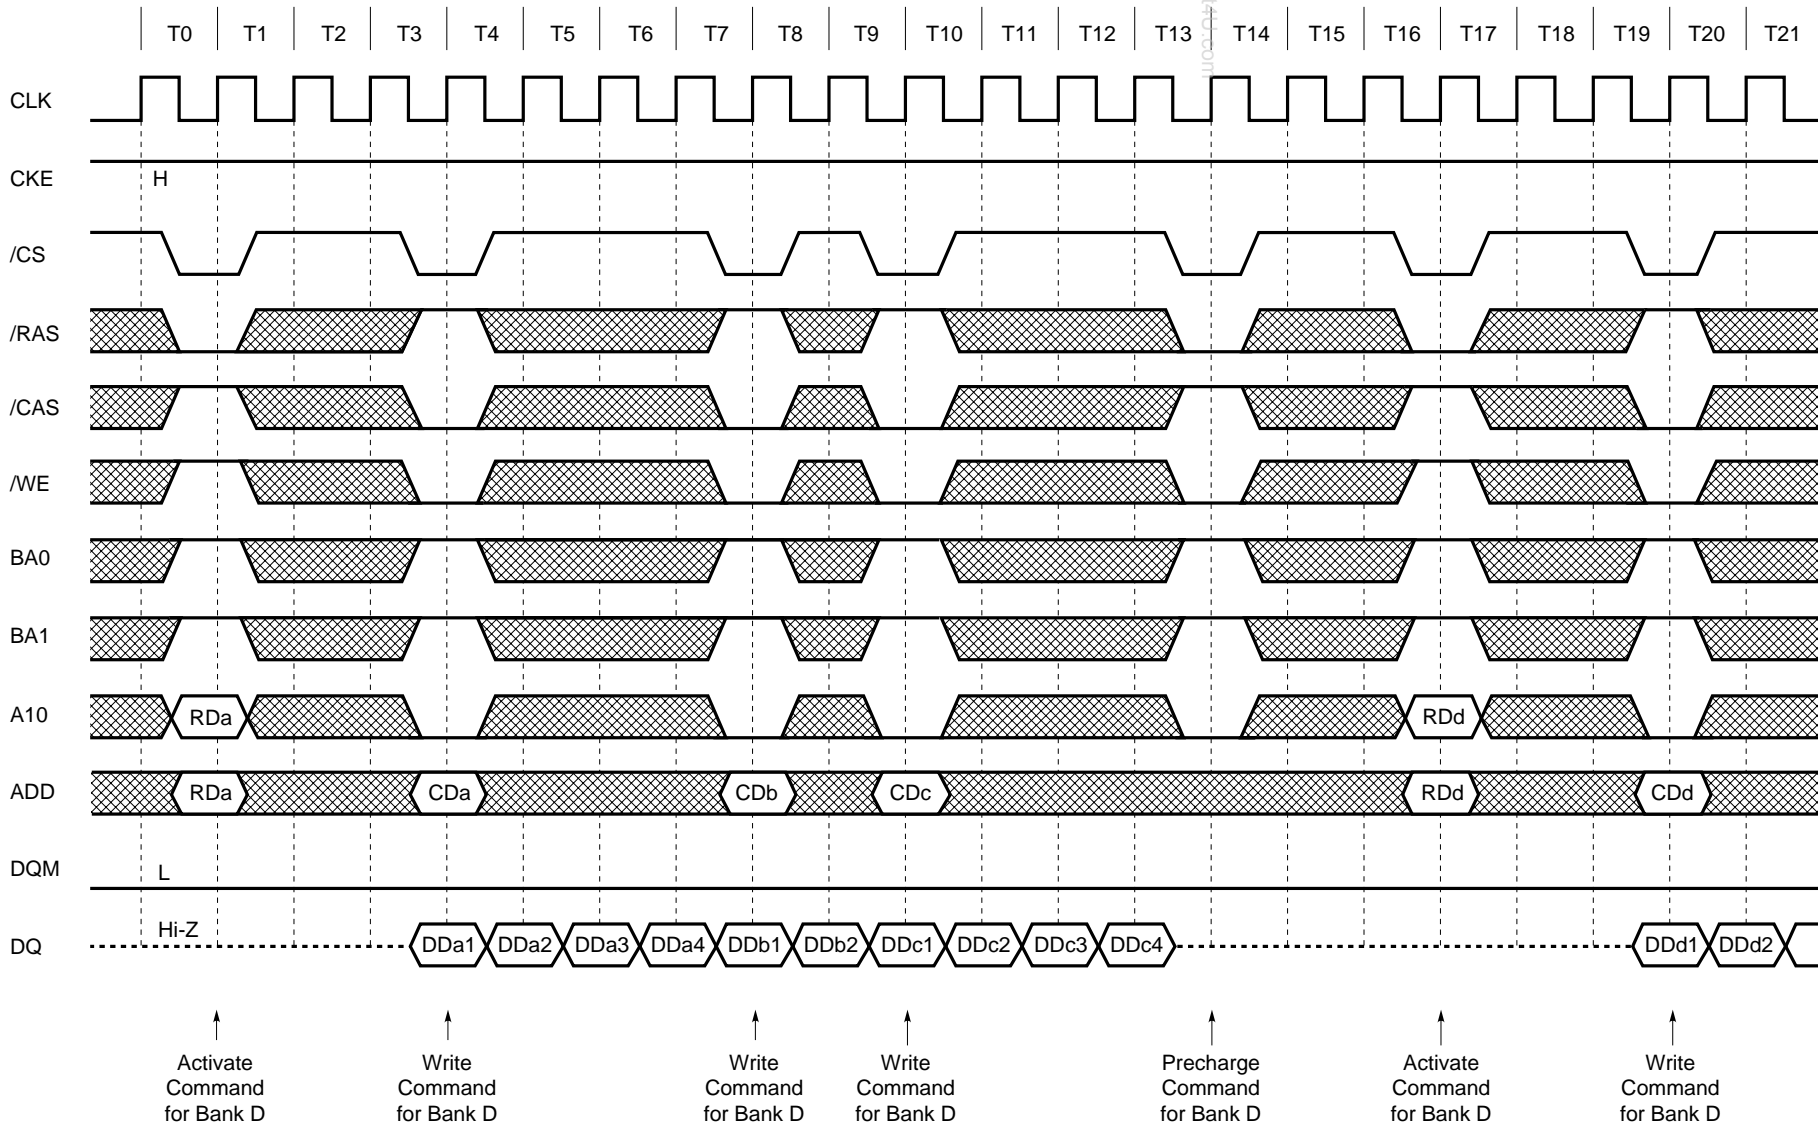 T0 T1 T2 T3 T4 T5 T6 T7 T8 T9 T10 T11 T12 T13 T14 T15 T16 T17 T18 T19 T20 T21
CLK
CKE H
/CS
/RAS
/CAS
/WE
BA0
BA1
A10 RDa RDd
ADD RDa CDa CDb CDc RDd CDd
DQM L
DQ Hi-Z DDa1 DDa2 DDa3 DDa4 DDb1 DDb2 DDc1 DDc2 DDc3 DDc4 DDd1 DDd2
Activate
Command
for Bank D
Write
Command
for Bank D
Write
Command
for Bank D
Write
Command
for Bank D
Precharge
Command
for Bank D
Activate
Command
for Bank D
Write
Command
for Bank D